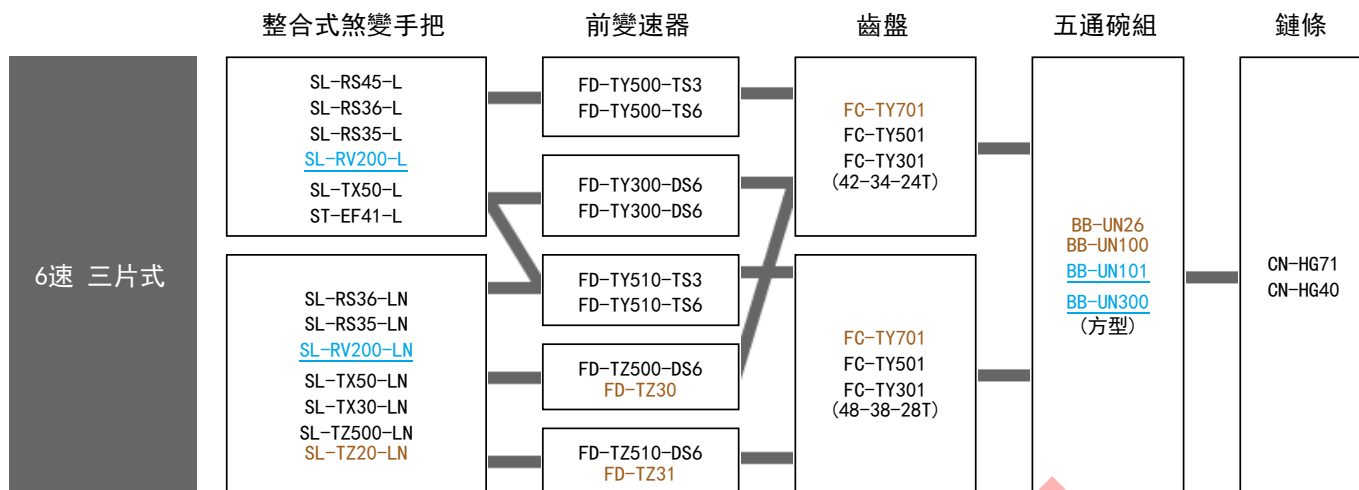 整合式煞變手把
前變速器
齒盤
五通碗組
鏈條
6速 三片式
SL-RS45-L
SL-RS36-L
SL-RS35-L
SL-RV200-L
SL-TX50-L
ST-EF41-L
SL-RS36-LN
SL-RS35-LN
SL-RV200-LN
SL-TX50-LN
SL-TX30-LN
SL-TZ500-LN
SL-TZ20-LN
FD-TY500-TS3
FD-TY500-TS6
FD-TY300-DS6
FD-TY300-DS6
FD-TY510-TS3
FD-TY510-TS6
FD-TZ500-DS6
FD-TZ30
FD-TZ510-DS6
FD-TZ31
FC-TY701
FC-TY501
FC-TY301
(42-34-24T)
FC-TY701
FC-TY501
FC-TY301
(48-38-28T)
BB-UN26
BB-UN100
BB-UN101
BB-UN300
(方型)
CN-HG71
CN-HG40